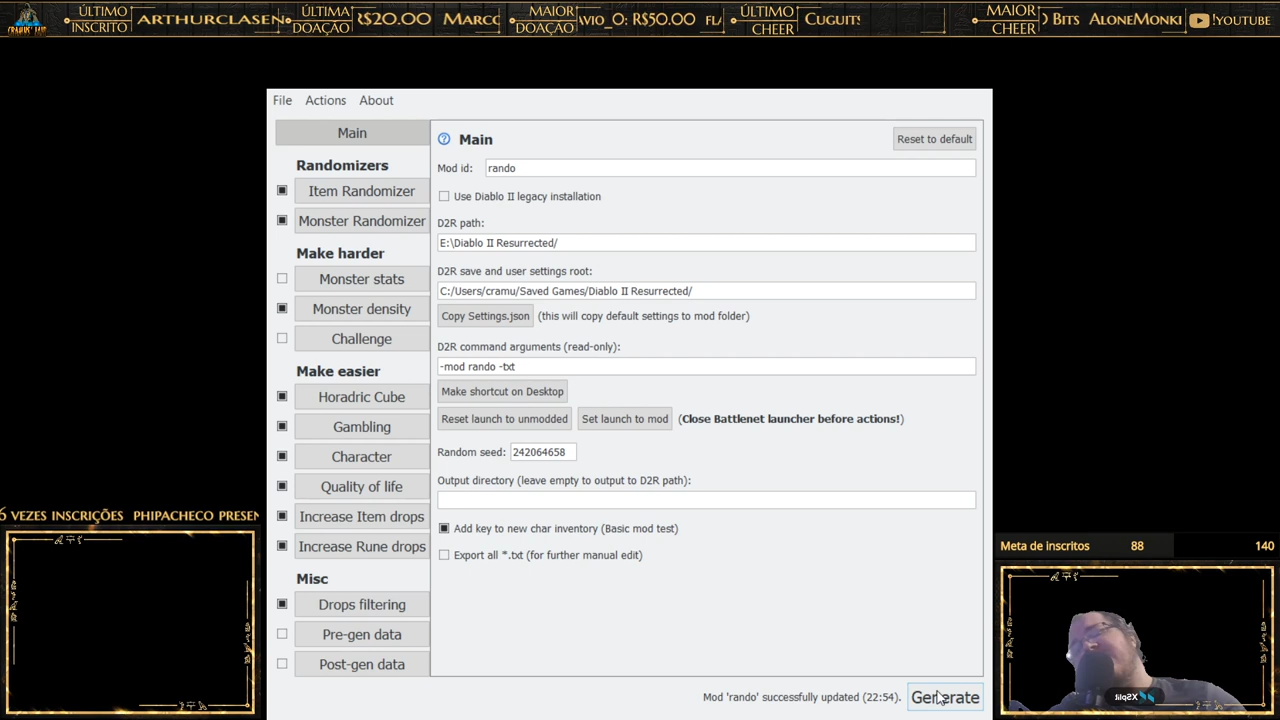 ÚLTIMO INSCRITO ARTHURCLASEN
ÚLTIMA DOAÇÃO R$20.00 MARCO
MAIOR DOAÇÃO VIO_0: R$50.00
ÚLTIMO CHEER CUGUITS
MAIOR CHEER BITS ALONEMONKI
!YOUTUBE
File Actions About
Main
Randomizers
Item Randomizer
Monster Randomizer
Make harder
Monster stats
Monster density
Challenge
Make easier
Horadric Cube
Gambling
Character
Quality of life
Increase Item drops
Increase Rune drops
Misc
Drops filtering
Pre-gen data
Post-gen data
Main Reset to default
Mod id: rando
Use Diablo II legacy installation
D2R path:
E:\Diablo II Resurrected/
D2R save and user settings root:
C:/Users/cramu/Saved Games/Diablo II Resurrected/
Copy Settings.json (this will copy default settings to mod folder)
D2R command arguments (read-only):
-mod rando -txt
Make shortcut on Desktop
Reset launch to unmodded Set launch to mod (Close Battlenet launcher before actions!)
Random seed: 242064658
Output directory (leave empty to output to D2R path):
Add key to new char inventory (Basic mod test)
Export all *.txt (for further manual edit)
Mod 'rando' successfully updated (22:54). Generate
6 VEZES INSCRIÇÕES PHIPACHECO PRESEN
Meta de inscritos 88 140
XSplit